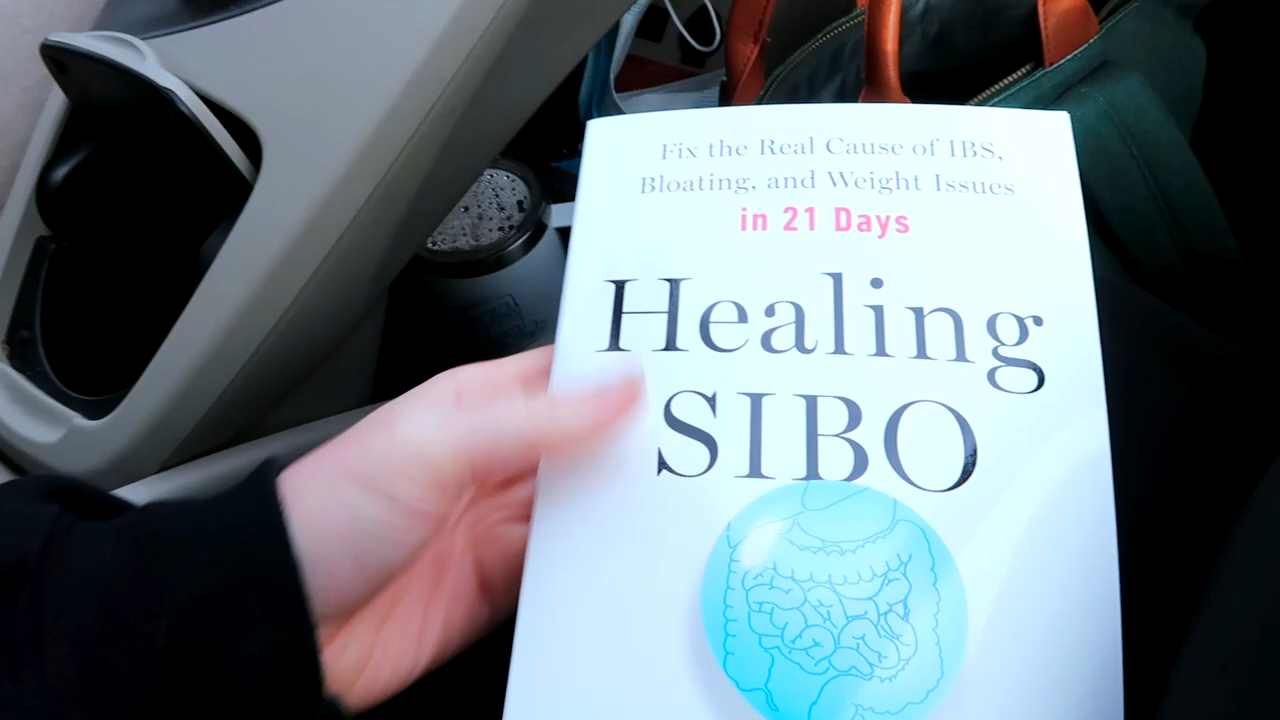 Fix the Real Cause of IBS,
Bloating, and Weight Issues
in 21 Days
Healing
SIBO